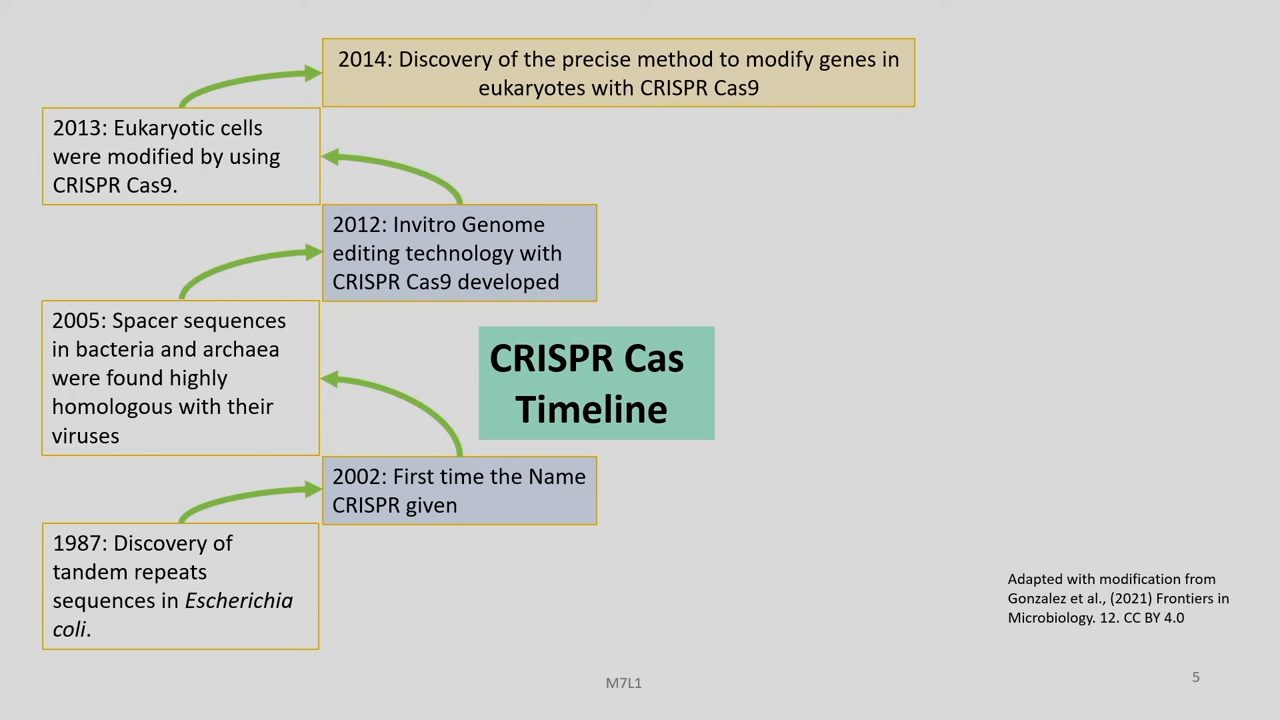 2014: Discovery of the precise method to modify genes in
eukaryotes with CRISPR Cas9
2013: Eukaryotic cells
were modified by using
CRISPR Cas9.
2012: Invitro Genome
editing technology with
CRISPR Cas9 developed
2005: Spacer sequences
in bacteria and archaea
were found highly
homologous with their
viruses
CRISPR Cas
Timeline
2002: First time the Name
CRISPR given
1987: Discovery of
tandem repeats
sequences in Escherichia
coli.
Adapted with modification from
Gonzalez et al., (2021) Frontiers in
Microbiology. 12. CC BY 4.0
M7L1
5